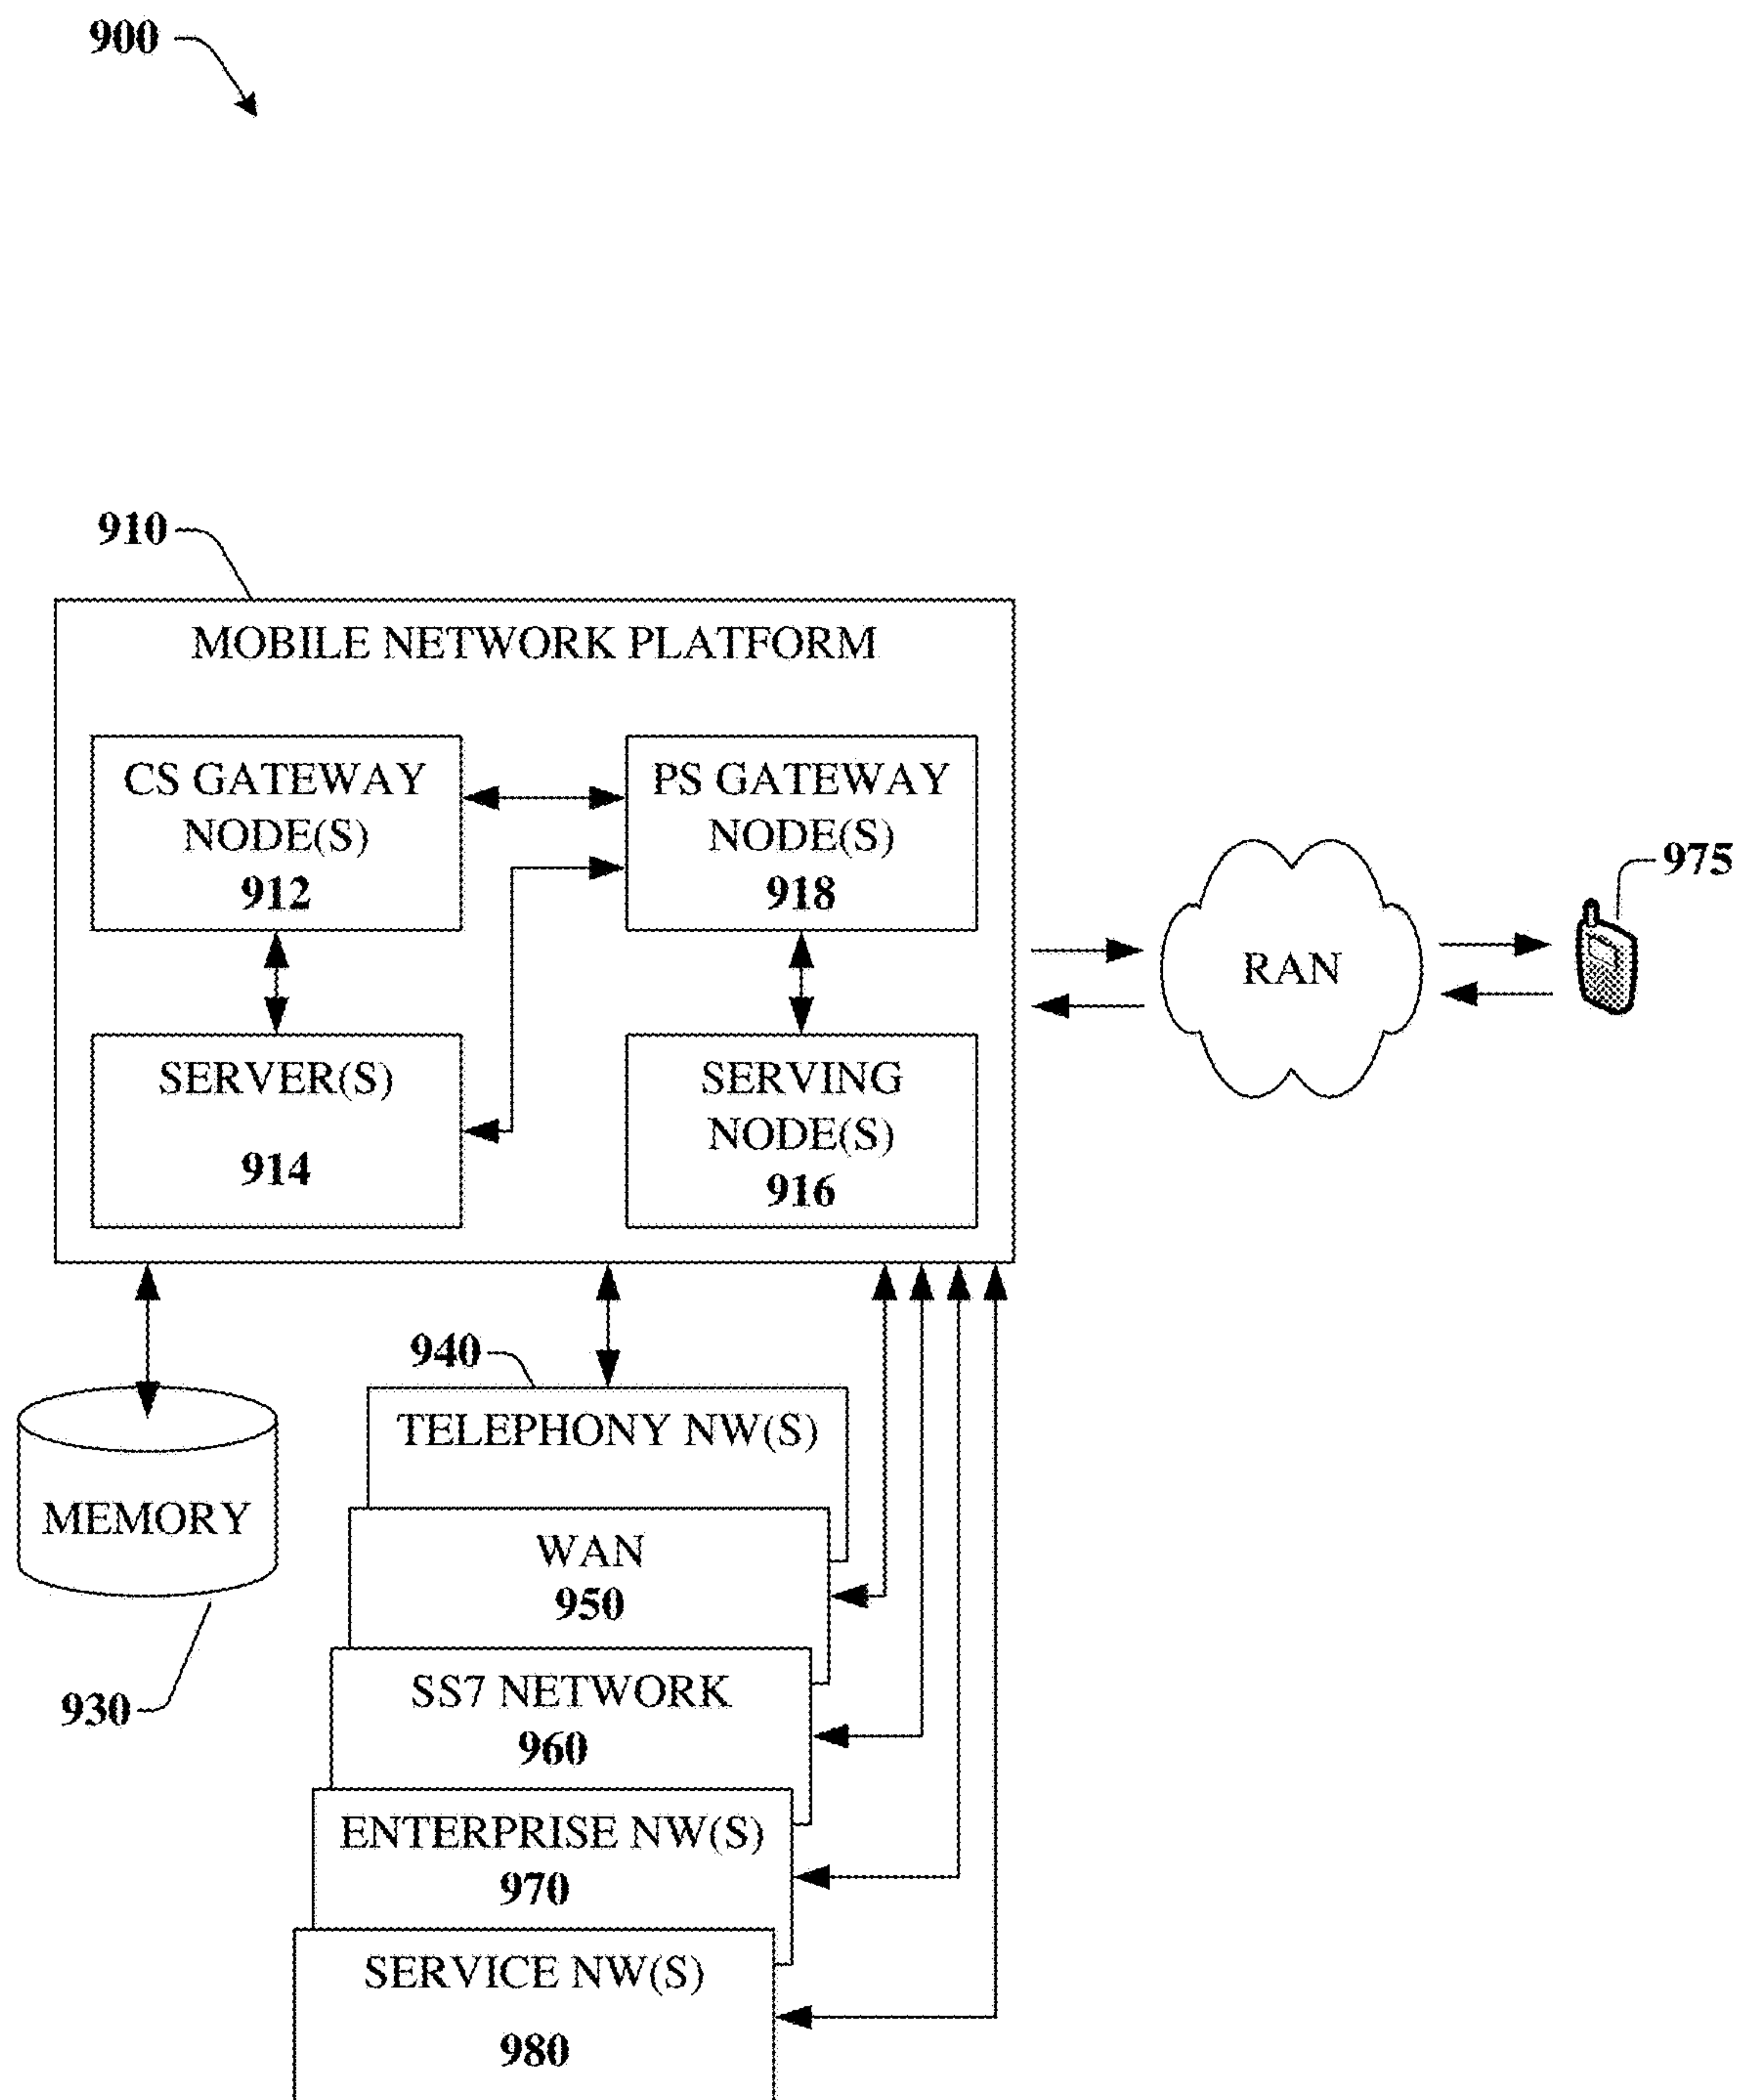 900
910
MOBILE NETWORK PLATFORM
CS GATEWAY
NODE(S)
912
PS GATEWAY
NODE(S)
918
SERVER(S)
914
SERVING
NODE(S)
916
RAN
975
940
TELEPHONY NW(S)
MEMORY
930
WAN
950
SS7 NETWORK
960
ENTERPRISE NW(S)
970
SERVICE NW(S)
980